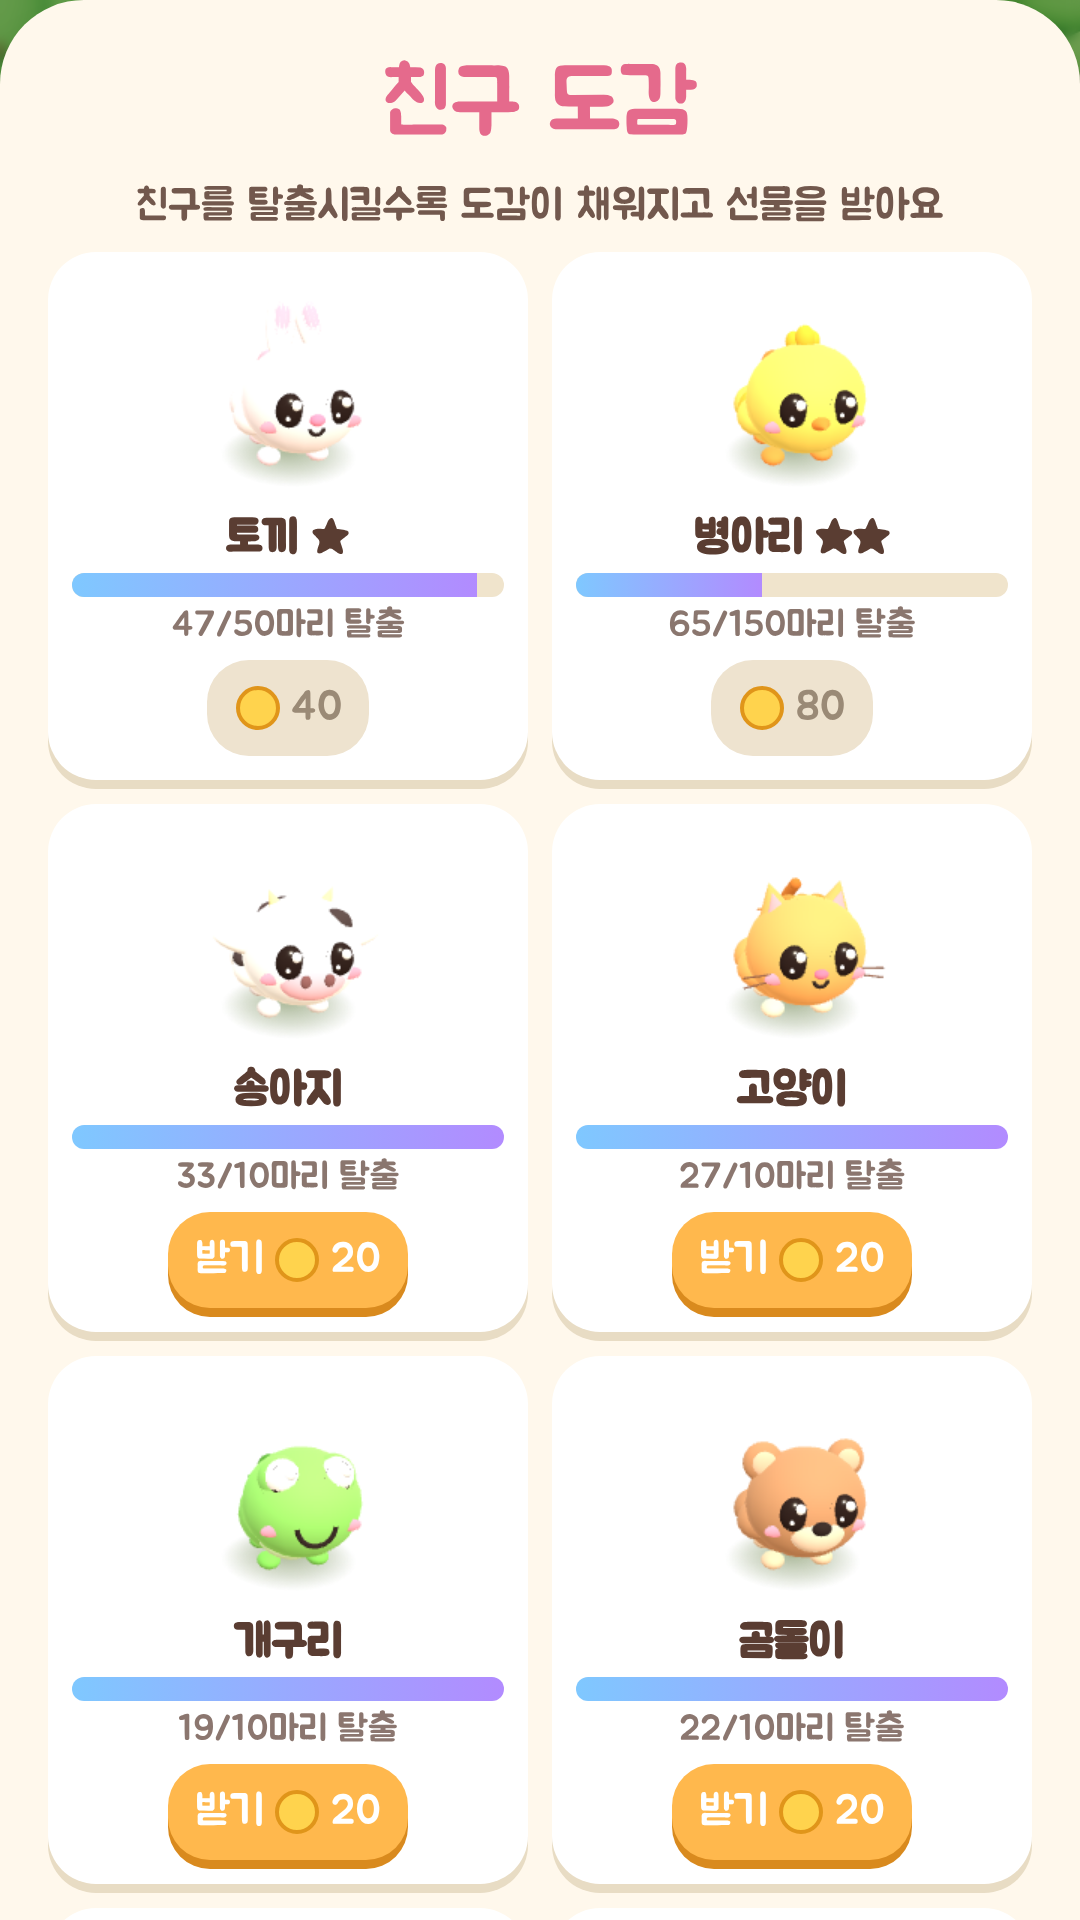 친구 도감
친구를 탈출시킬수록 도감이 채워지고 선물을 받아요
토끼 ★
47/50마리 탈출
40
병아리 ★★
65/150마리 탈출
80
송아지
33/10마리 탈출
받기 20
고양이
27/10마리 탈출
받기 20
개구리
19/10마리 탈출
받기 20
곰돌이
22/10마리 탈출
받기 20